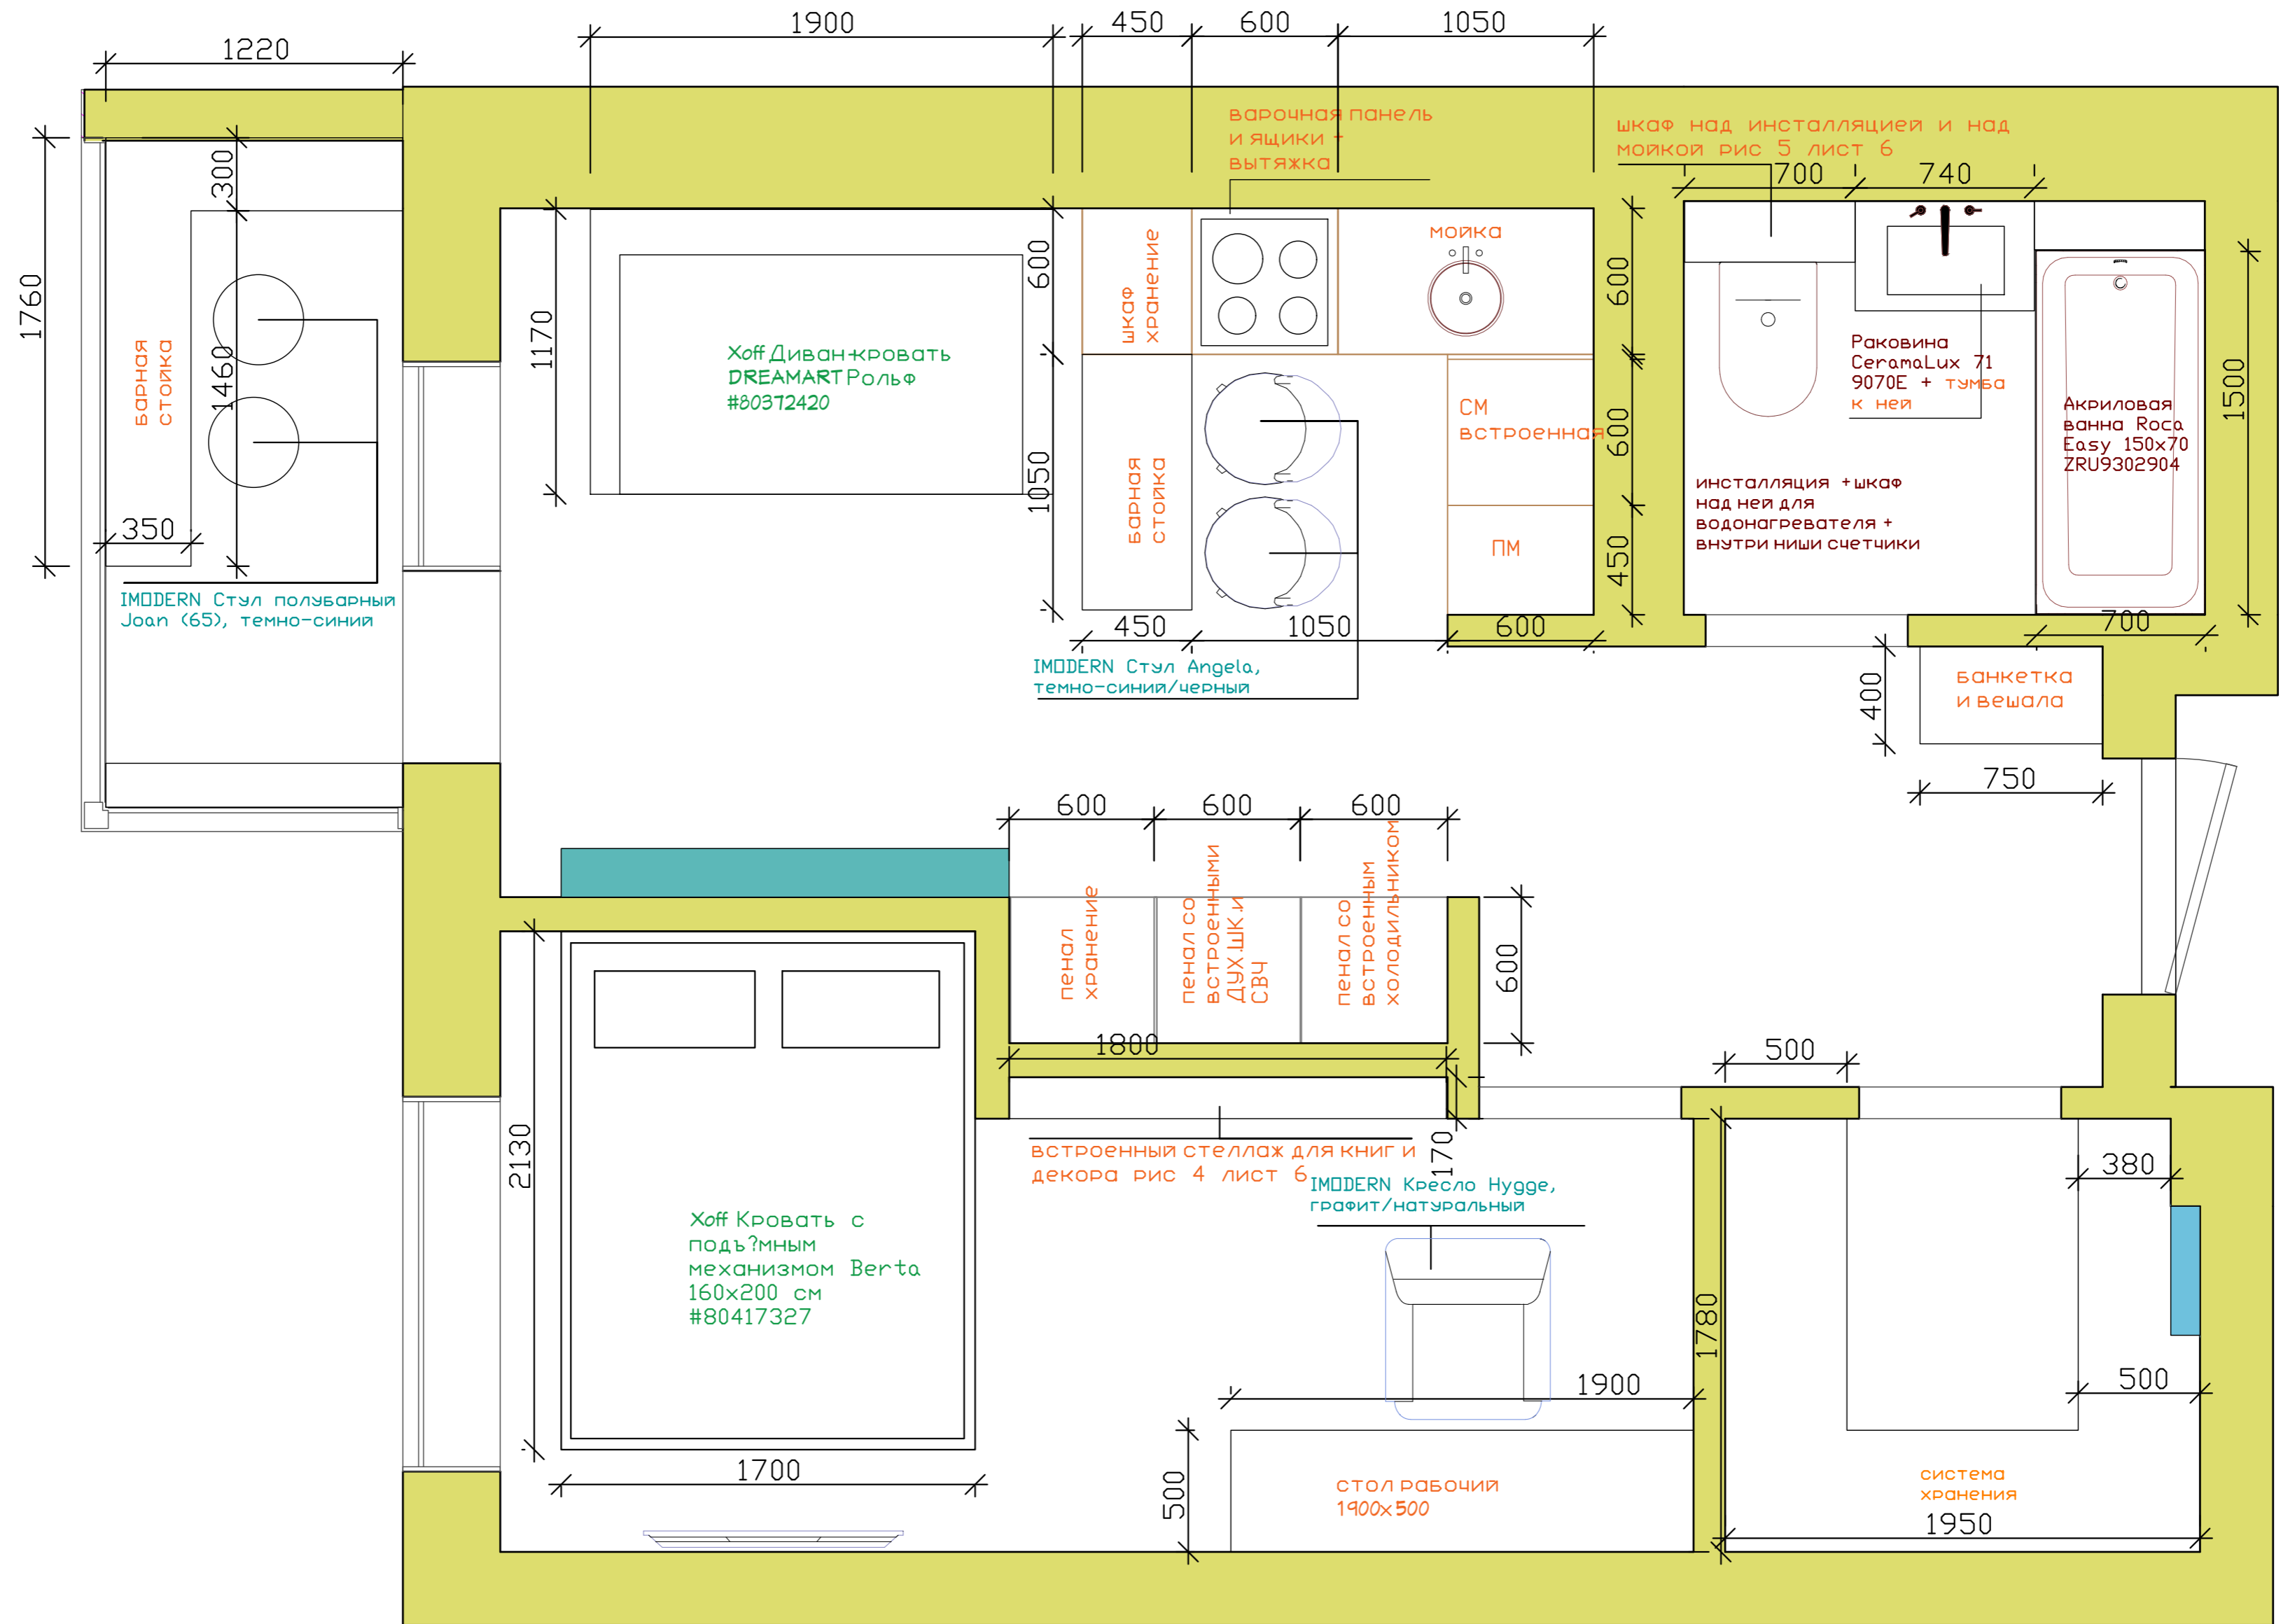 1900
450
600
1050
1220
варочная панель
и ящики +
вытяжка
шкаф над инсталляцией и над
мойкой рис 5 лист 6
700
740
300
1760
1460
350
барная
стойка
IMODERN Стул полубарный
Joan (65), темно-синий
1170
Xoff Диван-кровать
DREAMART Рольф
#80372420
600
1050
шкаф
хранение
мойка
барная
стойка
СМ
встроенная
ПМ
600
600
450
450
1050
600
IMODERN Стул Angela,
темно-синий/черный
Раковина
CeramaLux 71
9070E + тумба
к ней
Акриловая
ванна Roca
Easy 150x70
ZRU9302904
1500
инсталляция +шкаф
над ней для
водонагревателя +
внутри ниши счетчики
700
400
банкетка
и вешала
750
600
600
600
пенал
хранение
пенал со
встроенными
ДУХ.ШК.и
СВЧ
пенал со
встроенным
холодильником
600
1800
170
500
2130
встроенный стеллаж для книг и
декора рис 4 лист 6
IMODERN Кресло Hygge,
графит/натуральный
380
Xoff Кровать с
подъ?мным
механизмом Berta
160x200 см
#80417327
1780
1900
500
1700
500
стол рабочий
1900x500
система
хранения
1950